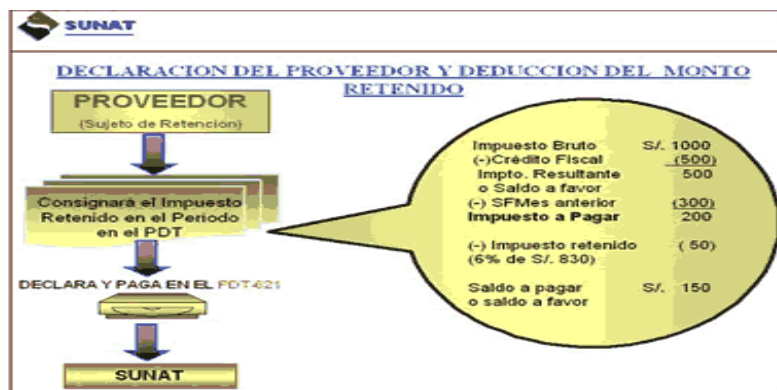 SUNAT
DECLARACION DEL PROVEEDOR Y DEDUCCION DEL MONTO
RETENIDO
PROVEEDOR
(Sujeto de Retención)
Consignará el Impuesto
Retenido en el Periodo
en el PDT
DECLARA Y PAGA EN EL PDT-621
SUNAT
Impuesto Bruto S/. 1000
(-)Crédito Fiscal (500)
Impto. Resultante 500
o Saldo a favor
(-) SFMes anterior (300)
Impuesto a Pagar 200
(-) Impuesto retenido ( 50)
(6% de S/. 830)
Saldo a pagar S/. 150
o saldo a favor